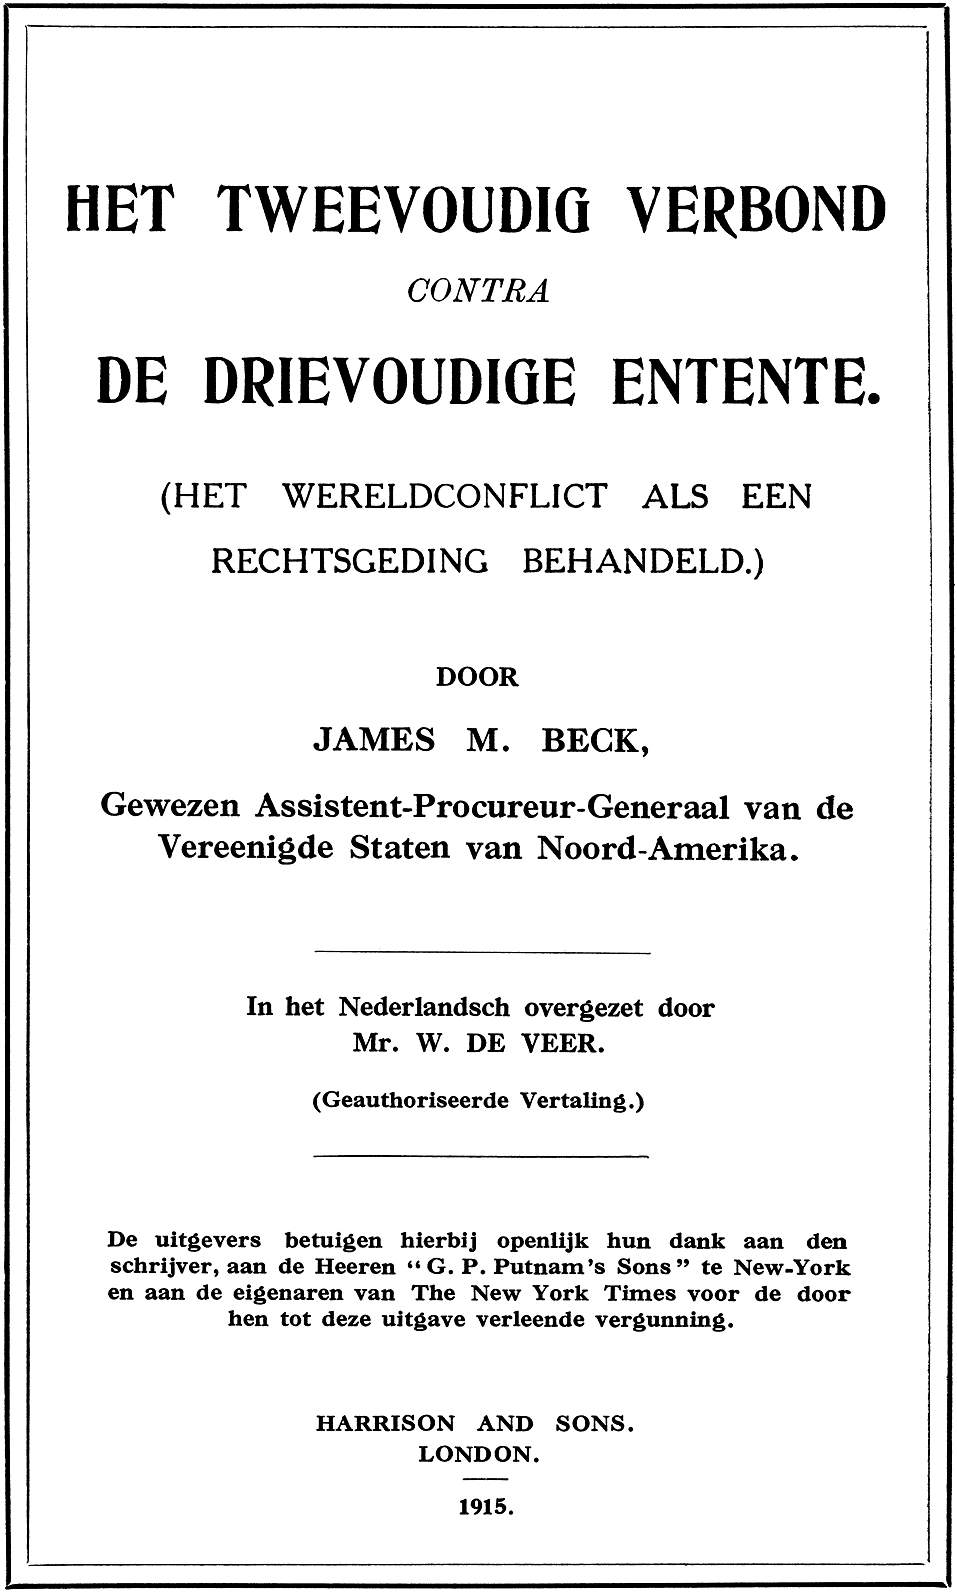 HET TWEEVOUDIG VERBOND
CONTRA
DE DRIEVOUDIGE ENTENTE.
(HET WERELDCONFLICT ALS EEN
RECHTSGEDING BEHANDELD.)
DOOR
JAMES M. BECK,
Gewezen Assistent-Procureur-Generaal van de
Vereenigde Staten van Noord-Amerika.
In het Nederlandsch overgezet door
Mr. W. DE VEER.
(Geauthoriseerde Vertaling.)
De uitgevers betuigen hierbij openlijk hun dank aan den
schrijver, aan de Heeren “G. P. Putnam's Sons” te New-York
en aan de eigenaren van The New York Times voor de door
hen tot deze uitgave verleende vergunning.
HARRISON AND SONS.
LONDON.
1915.